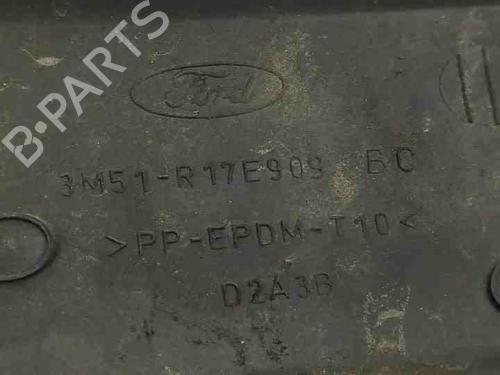 B-PARTS
Ford
3M51-R17E909 BC
>PP-EPDM-T10<
D2A3B